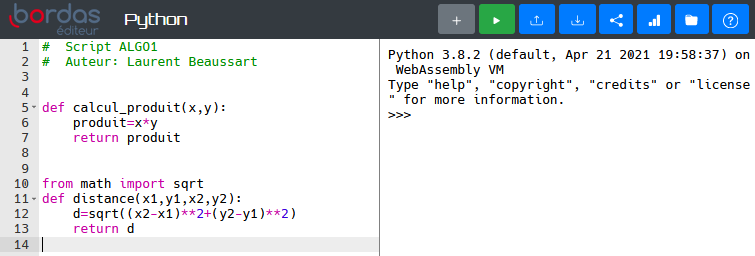 bordas
éditeur
Python
1 #  Script ALGO1
2 #  Auteur: Laurent Beaussart
3
4
5 def calcul_produit(x,y):
6     produit=x*y
7     return produit
8
9
10 from math import sqrt
11 def distance(x1,y1,x2,y2):
12     d=sqrt((x2-x1)**2+(y2-y1)**2)
13     return d
14
Python 3.8.2 (default, Apr 21 2021 19:58:37) on
 WebAssembly VM
Type "help", "copyright", "credits" or "license
" for more information.
>>>